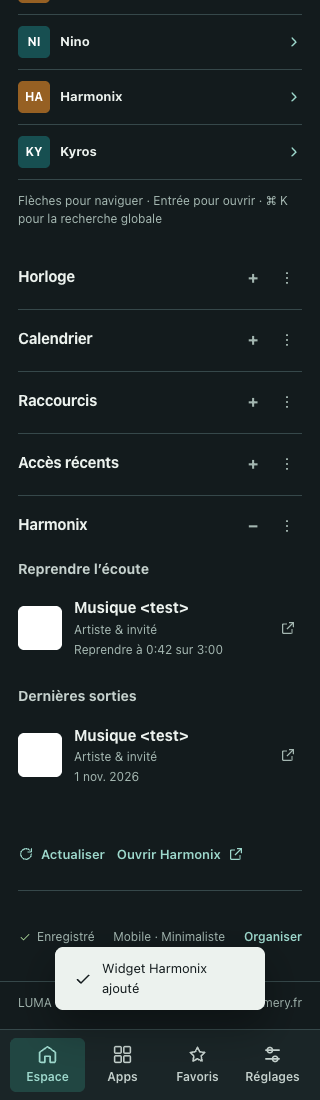 NI Nino
HA Harmonix
KY Kyros
Flèches pour naviguer · Entrée pour ouvrir · ⌘ K
pour la recherche globale
Horloge
Calendrier
Raccourcis
Accès récents
Harmonix
Reprendre l’écoute
Musique <test>
Artiste & invité
Reprendre à 0:42 sur 3:00
Dernières sorties
Musique <test>
Artiste & invité
1 nov. 2026
Actualiser Ouvrir Harmonix
Enregistré Mobile · Minimaliste Organiser
Widget Harmonix
ajouté
LUMA mery.fr
Espace Apps Favoris Réglages